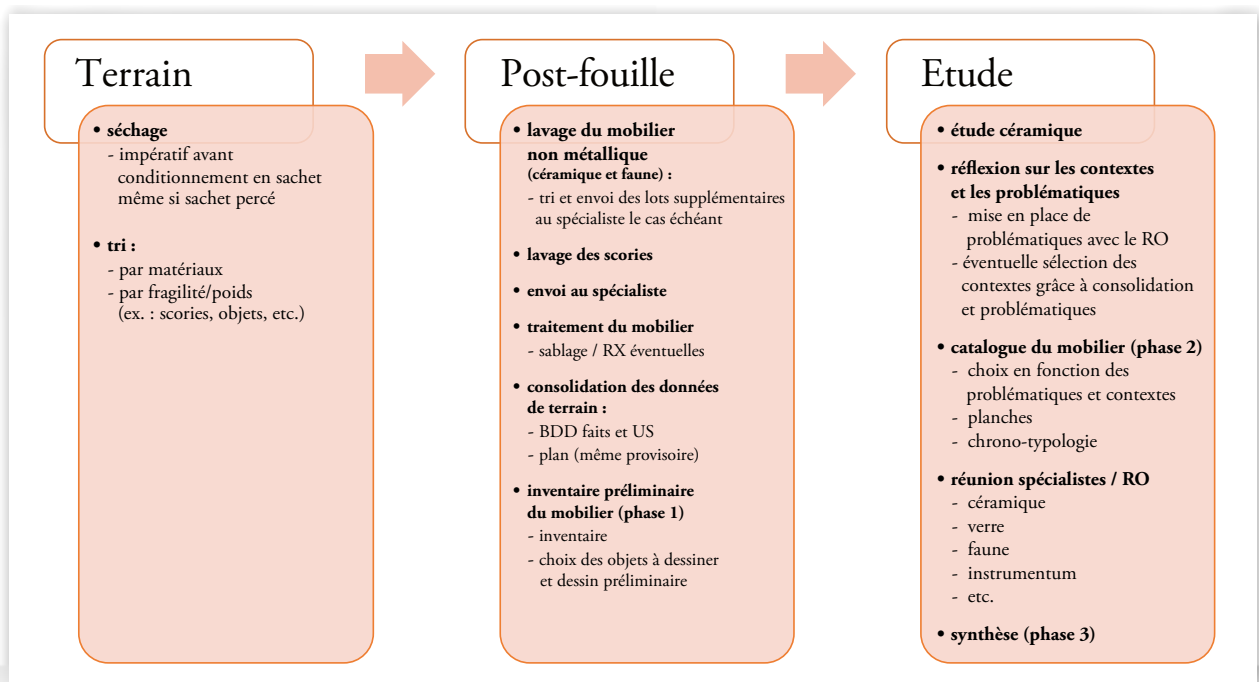 Terrain
• séchage
- impératif avant
conditionnement en sachet
même si sachet percé
• tri :
- par matériaux
- par fragilité/poids
(ex. : scories, objets, etc.)
Post-fouille
• lavage du mobilier
non métallique
(céramique et faune) :
- tri et envoi des lots supplémentaires
au spécialiste le cas échéant
• lavage des scories
• envoi au spécialiste
• traitement du mobilier
- sablage / RX éventuelles
• consolidation des données
de terrain :
- BDD faits et US
- plan (même provisoire)
• inventaire préliminaire
du mobilier (phase 1)
- inventaire
- choix des objets à dessiner
et dessin préliminaire
Etude
• étude céramique
• réflexion sur les contextes
et les problématiques
- mise en place de
problématiques avec le RO
- éventuelle sélection des
contextes grâce à consolidation
et problématiques
• catalogue du mobilier (phase 2)
- choix en fonction des
problématiques et contextes
- planches
- chrono-typologie
• réunion spécialistes / RO
- céramique
- verre
- faune
- instrumentum
- etc.
• synthèse (phase 3)